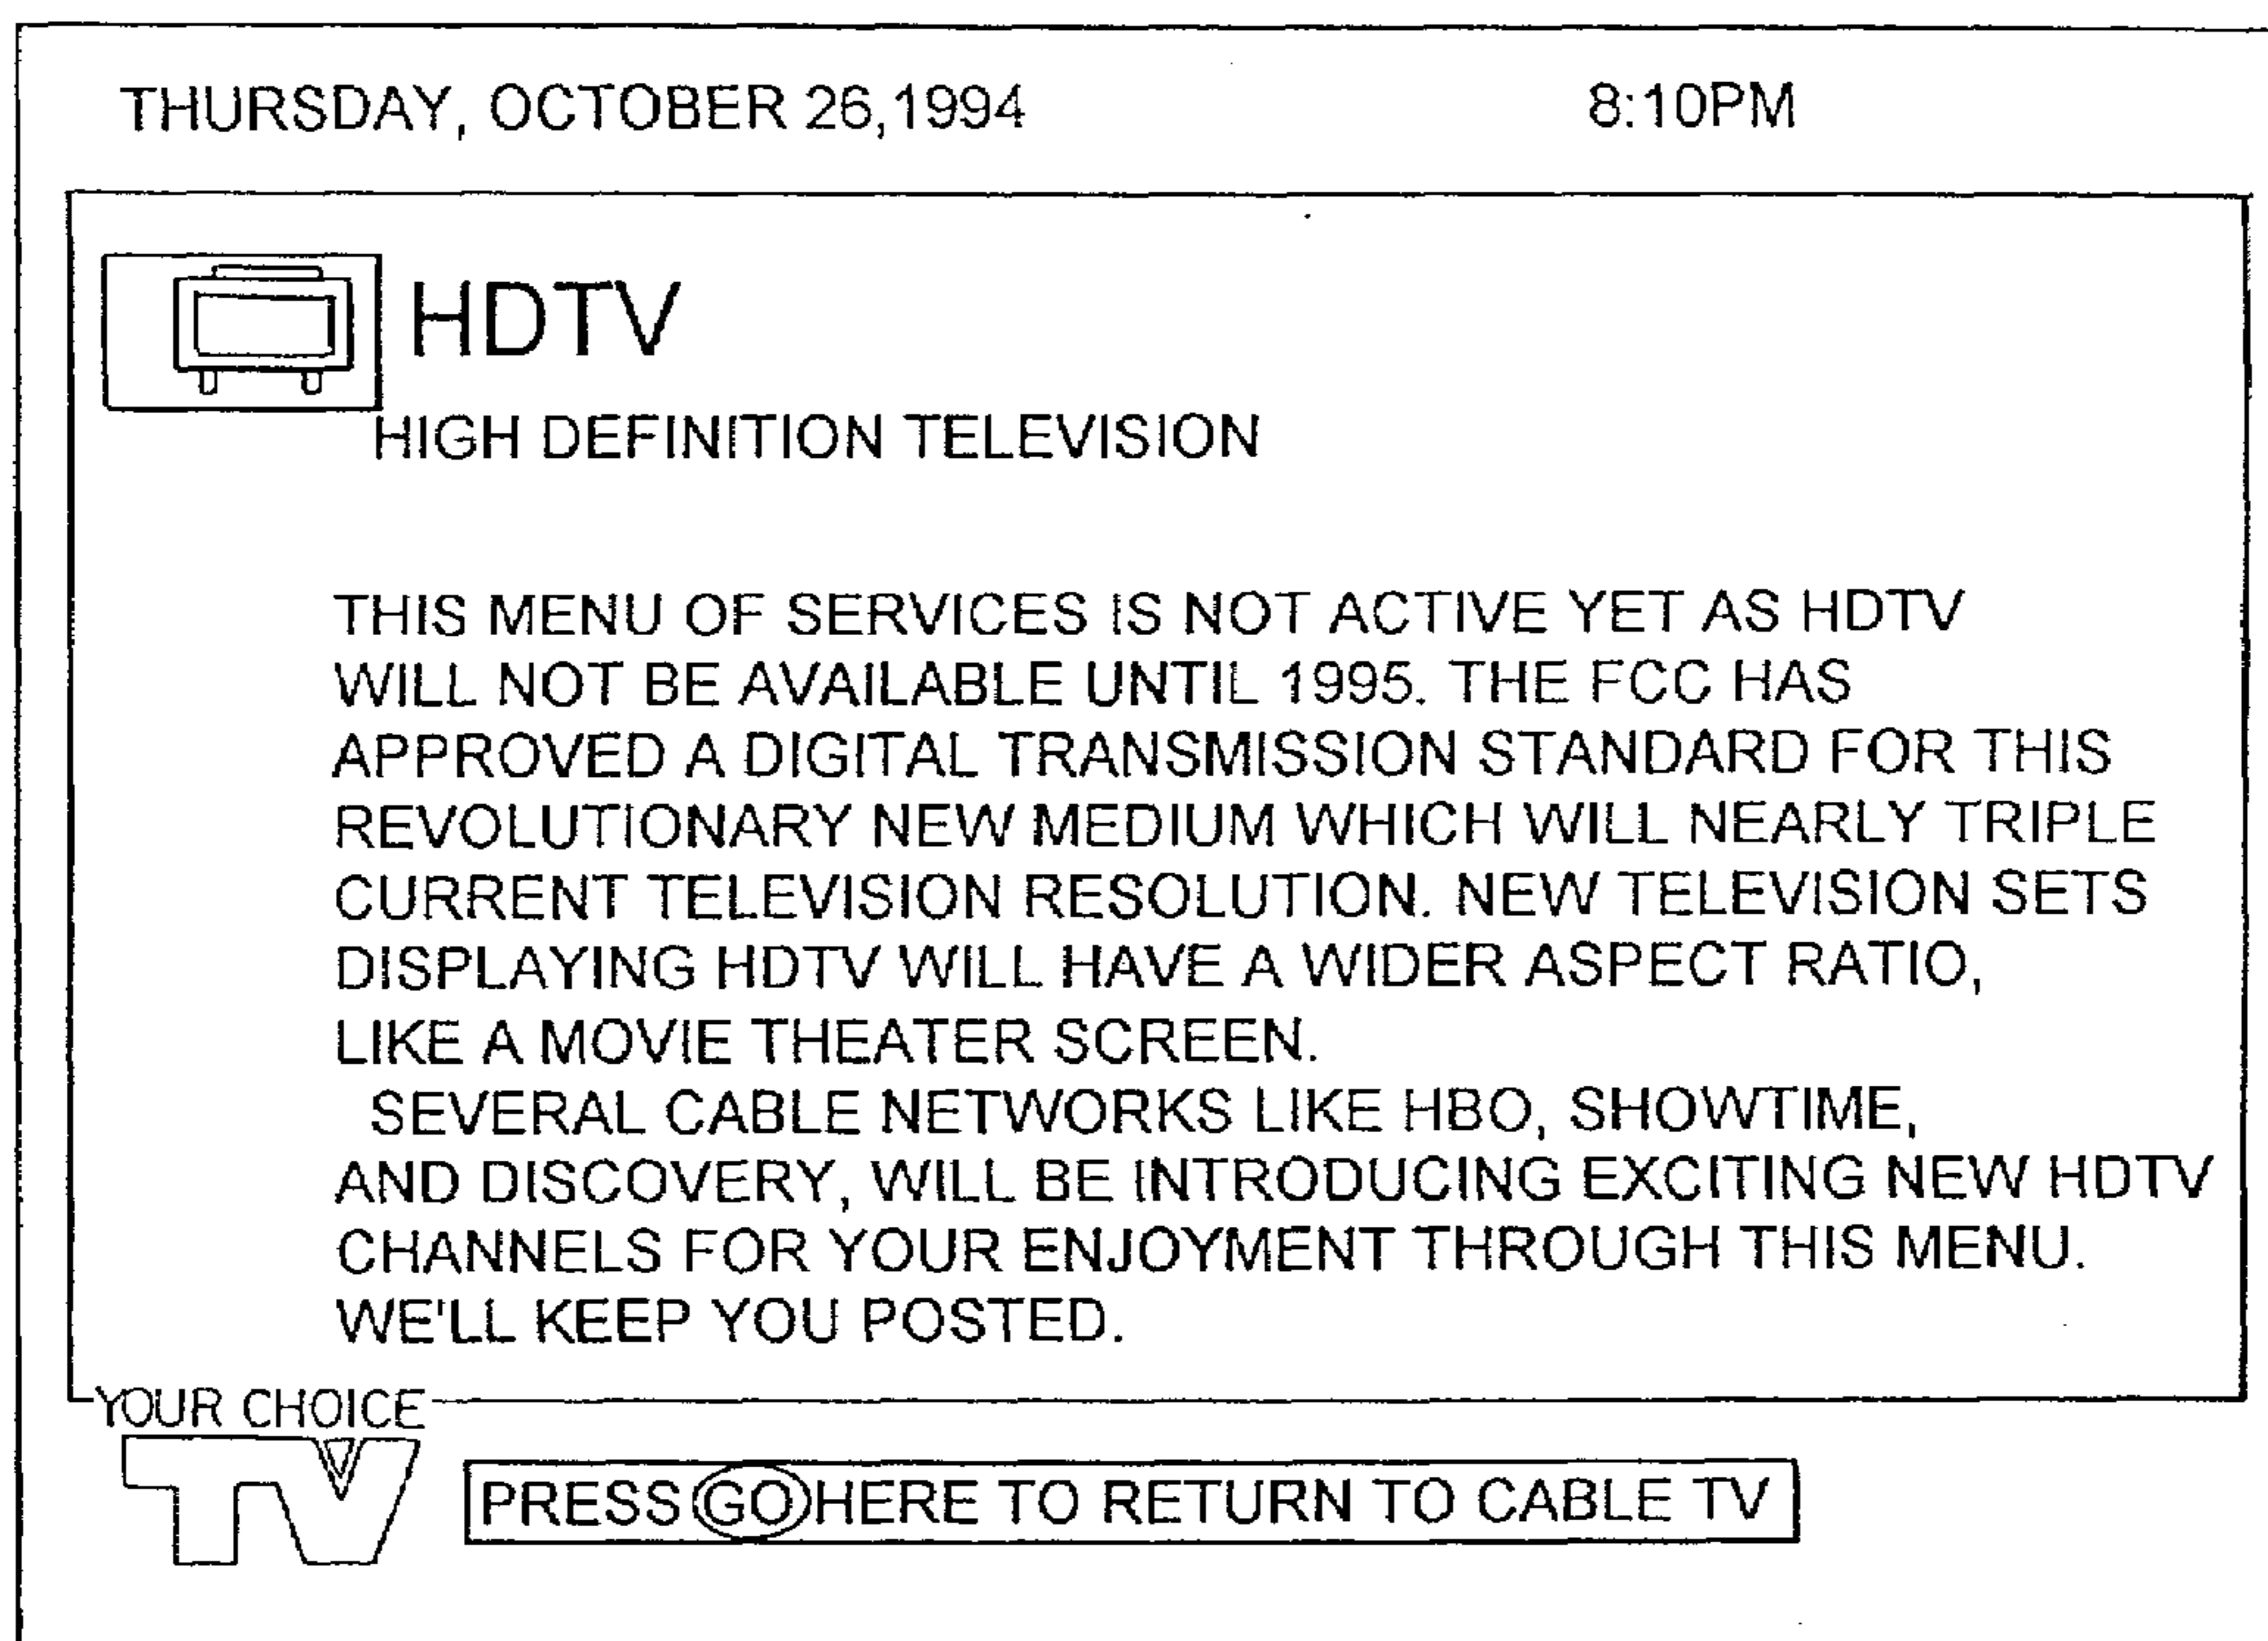 THURSDAY, OCTOBER 26,1994 8:10PM
HDTV
HIGH DEFINITION TELEVISION
THIS MENU OF SERVICES IS NOT ACTIVE YET AS HDTV
WILL NOT BE AVAILABLE UNTIL 1995. THE FCC HAS
APPROVED A DIGITAL TRANSMISSION STANDARD FOR THIS
REVOLUTIONARY NEW MEDIUM WHICH WILL NEARLY TRIPLE
CURRENT TELEVISION RESOLUTION. NEW TELEVISION SETS
DISPLAYING HDTV WILL HAVE A WIDER ASPECT RATIO,
LIKE A MOVIE THEATER SCREEN.
SEVERAL CABLE NETWORKS LIKE HBO, SHOWTIME,
AND DISCOVERY, WILL BE INTRODUCING EXCITING NEW HDTV
CHANNELS FOR YOUR ENJOYMENT THROUGH THIS MENU.
WE'LL KEEP YOU POSTED.
YOUR CHOICE
TV
PRESS GO HERE TO RETURN TO CABLE TV